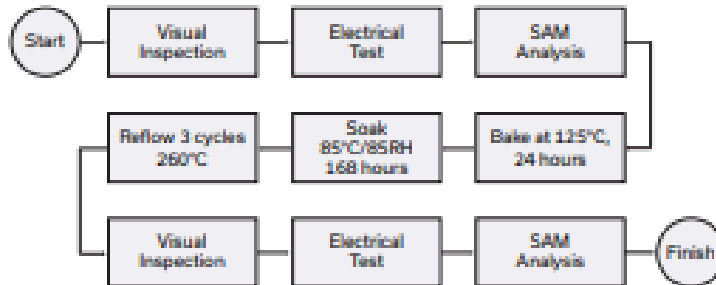 Start
Visual
Inspection
Electrical
Test
SAM
Analysis
Reflow 3 cycles
260°C
Soak
85°C/85RH
168 hours
Bake at 125°C,
24 hours
Visual
Inspection
Electrical
Test
SAM
Analysis
Finish